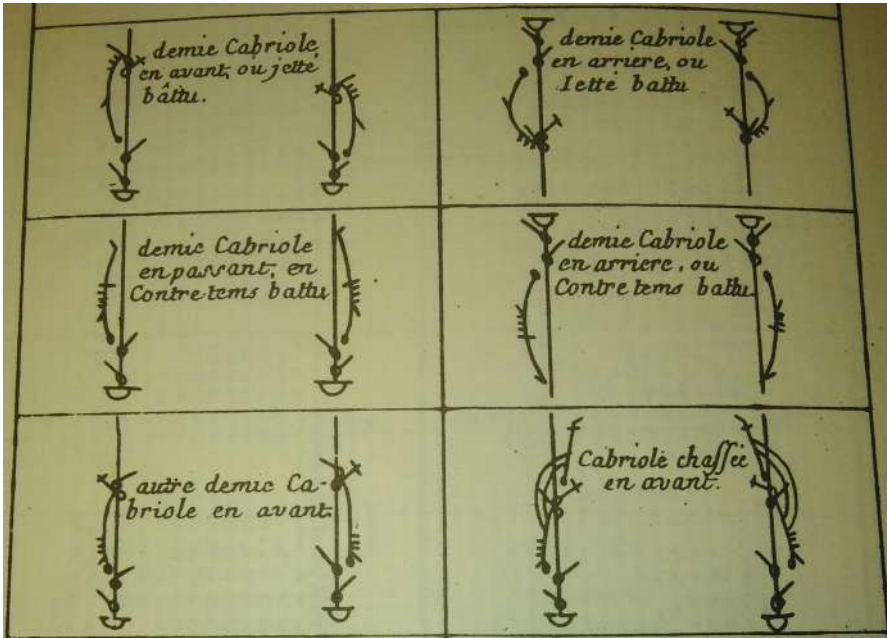 demie Cabriole,
en avant, ou jetté
bâttu.
demie Cabriole
en arriere, ou
Jetté battu
demie Cabriole
en passant, en
Contretems battu
demie Cabriole
en arriere, ou
Contretems battu
autre demie Ca-
briole en avant.
Cabriole chaſſée
en avant.